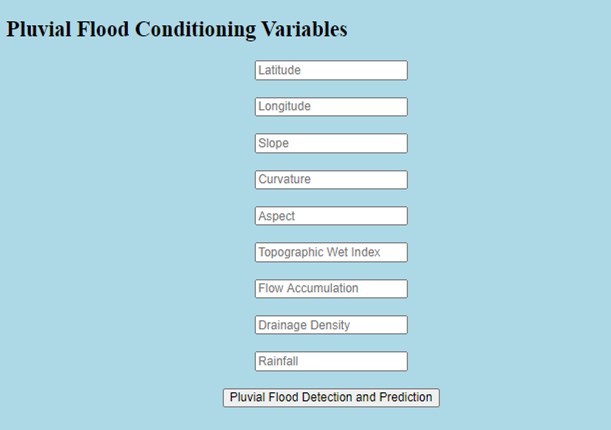 Pluvial Flood Conditioning Variables
Latitude
Longitude
Slope
Curvature
Aspect
Topographic Wet Index
Flow Accumulation
Drainage Density
Rainfall
Pluvial Flood Detection and Prediction